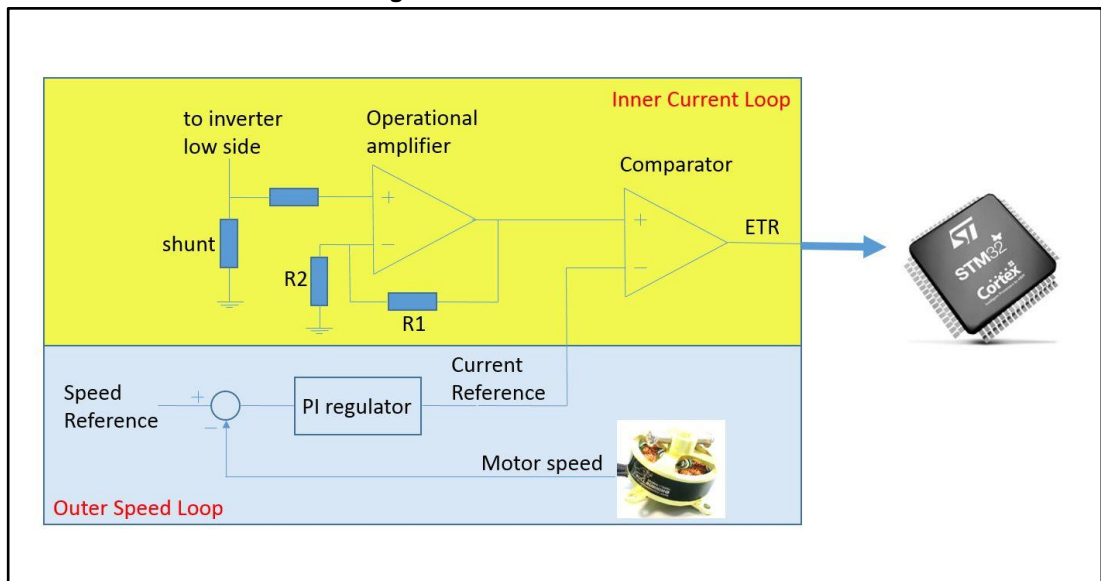 Inner Current Loop
to inverter
low side
Operational
amplifier
Comparator
+
−
+
−
ETR
shunt
R2
R1
ST
STM32
Cortex
Speed
Reference
+
−
PI regulator
Current
Reference
Motor speed
Outer Speed Loop